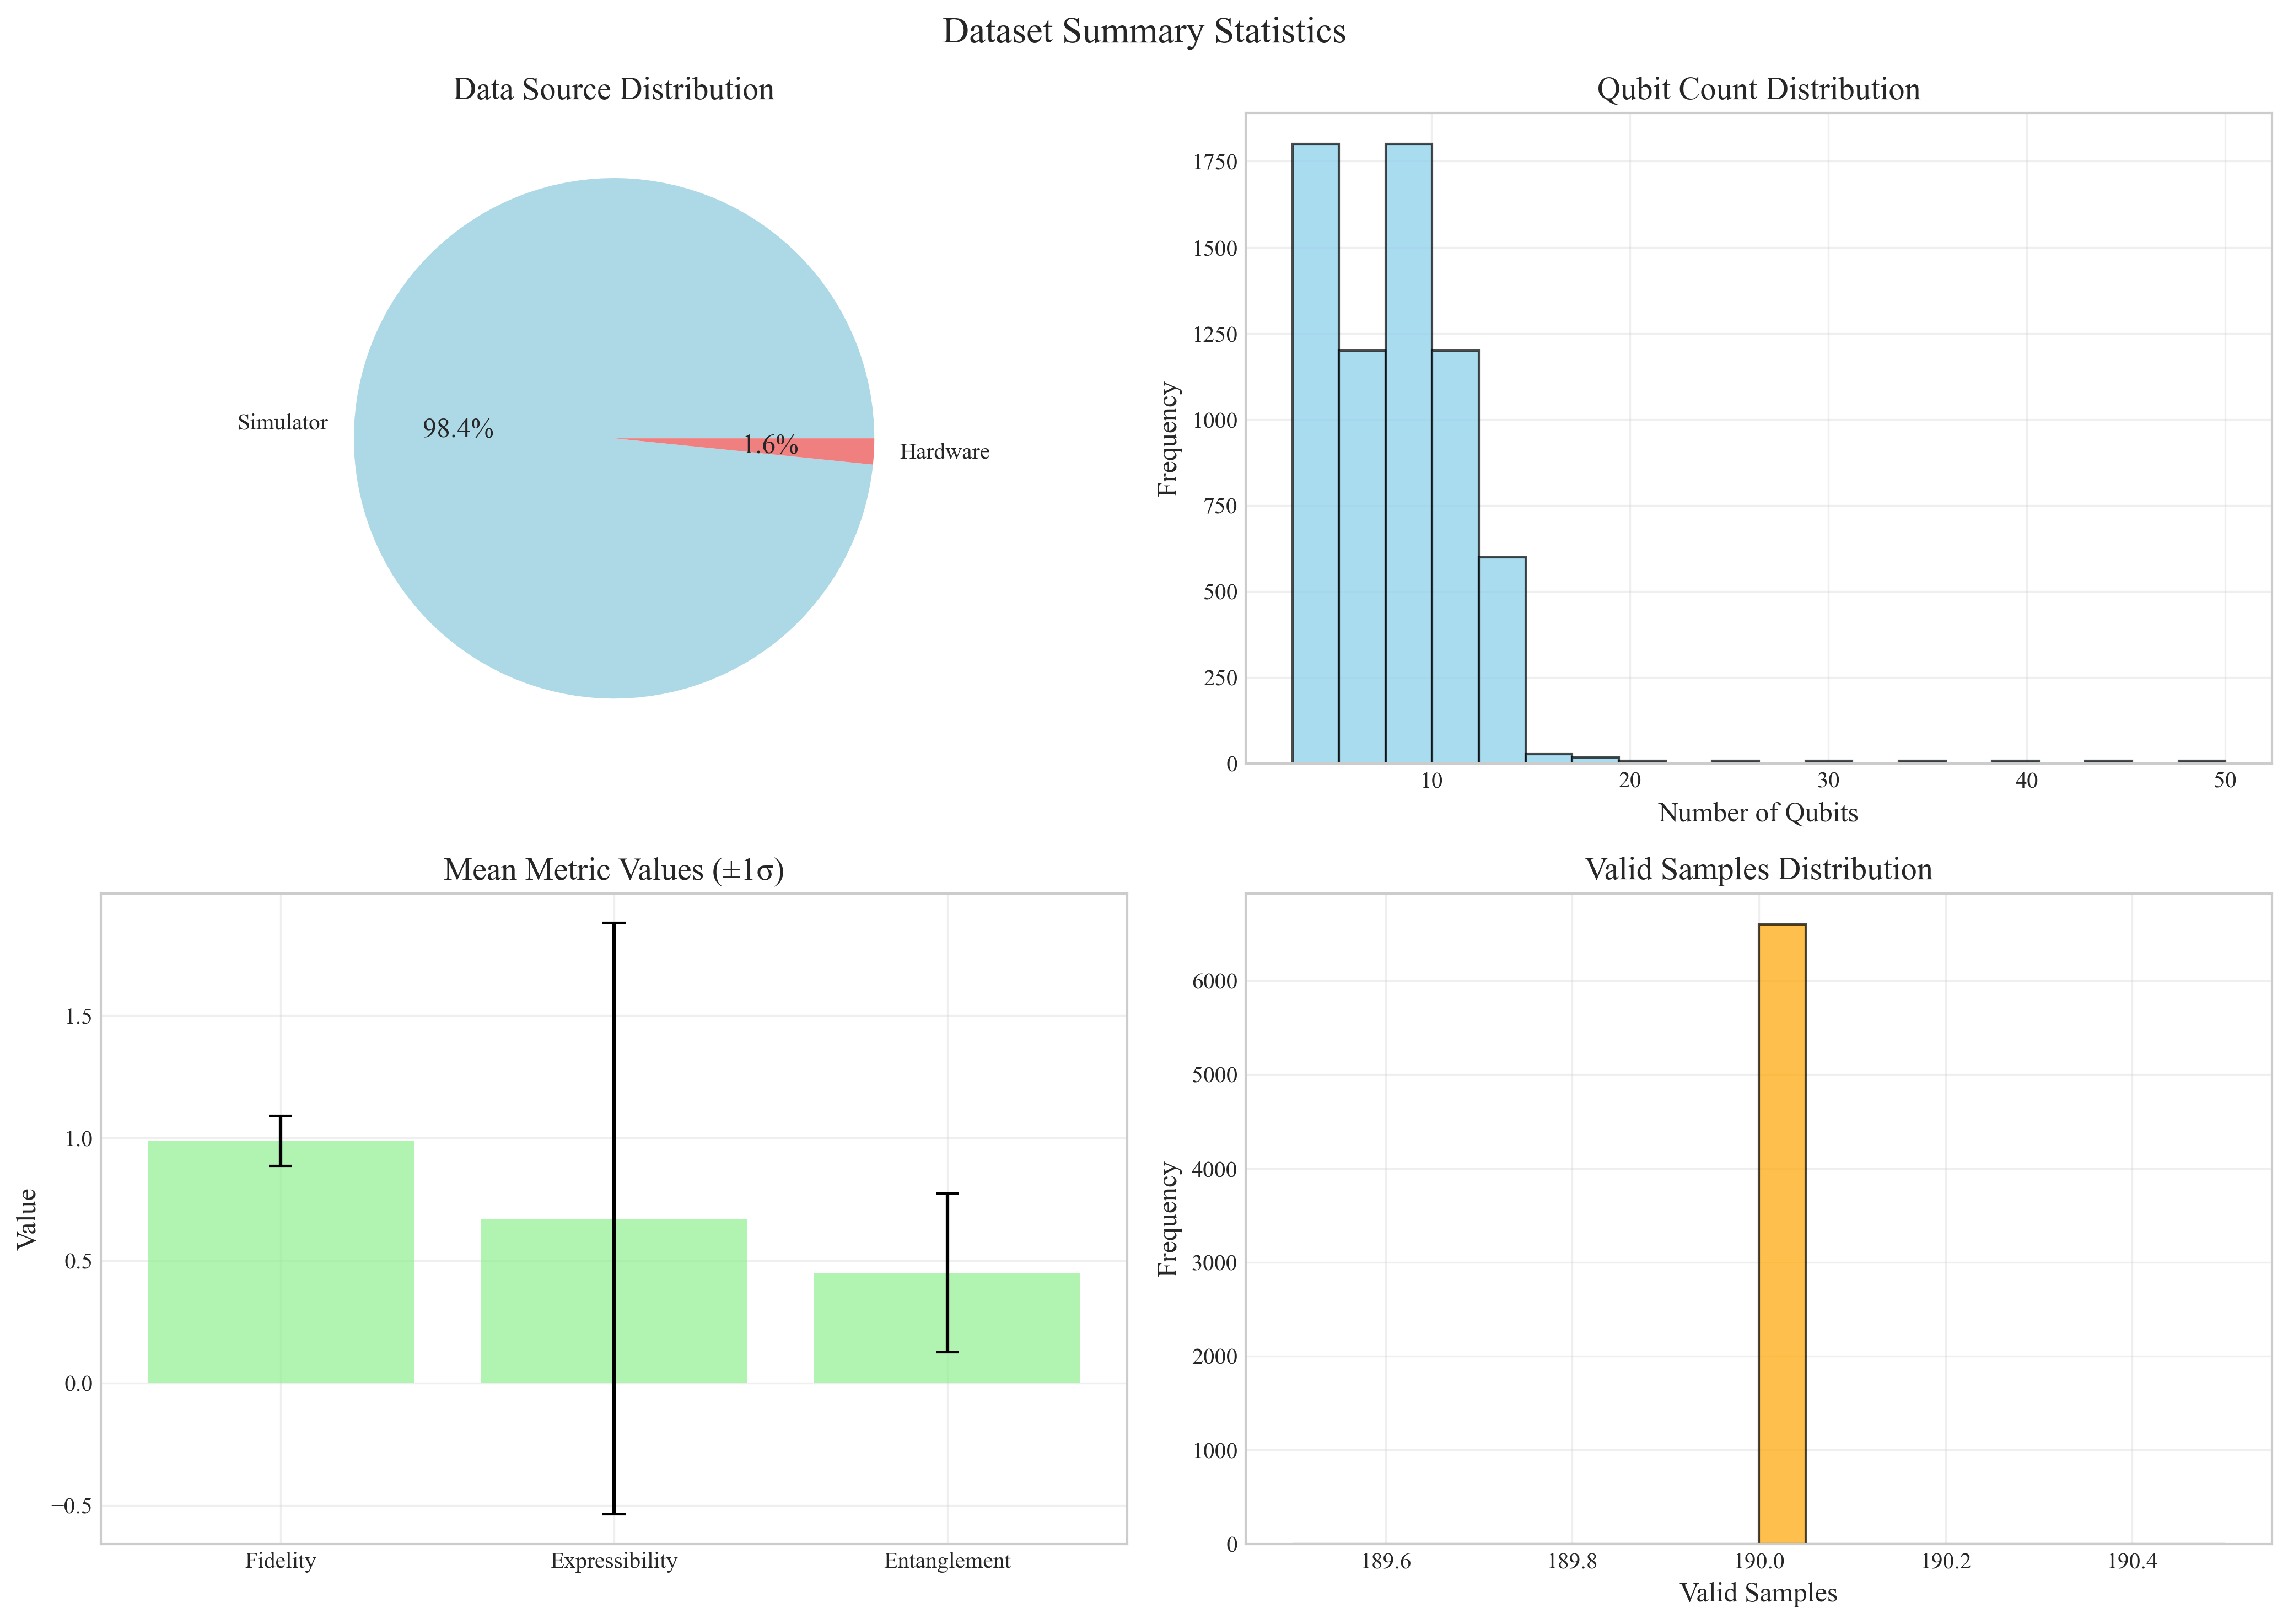 Dataset Summary Statistics
Data Source Distribution
Simulator
98.4%
1.6%
Hardware
Qubit Count Distribution
Frequency
1750
1500
1250
1000
750
500
250
0
10 20 30 40 50
Number of Qubits
Mean Metric Values (±1σ)
Value
1.5
1.0
0.5
0.0
−0.5
Fidelity Expressibility Entanglement
Valid Samples Distribution
Frequency
6000
5000
4000
3000
2000
1000
0
189.6 189.8 190.0 190.2 190.4
Valid Samples